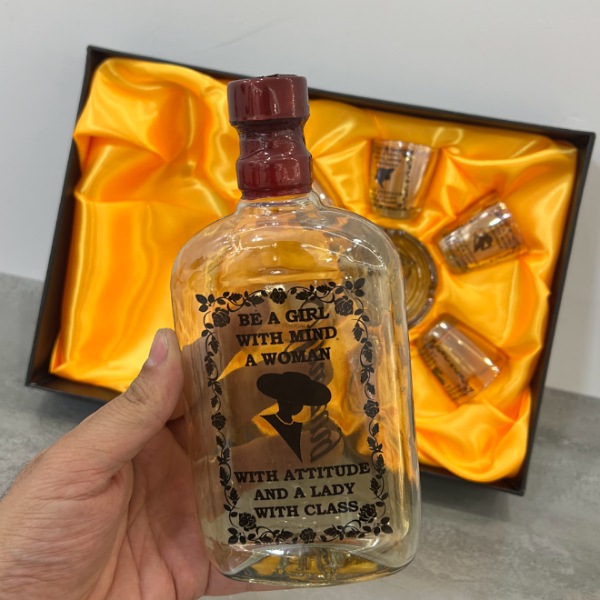 BE A GIRL
WITH MIND
A WOMAN
WITH ATTITUDE
AND A LADY
WITH CLASS